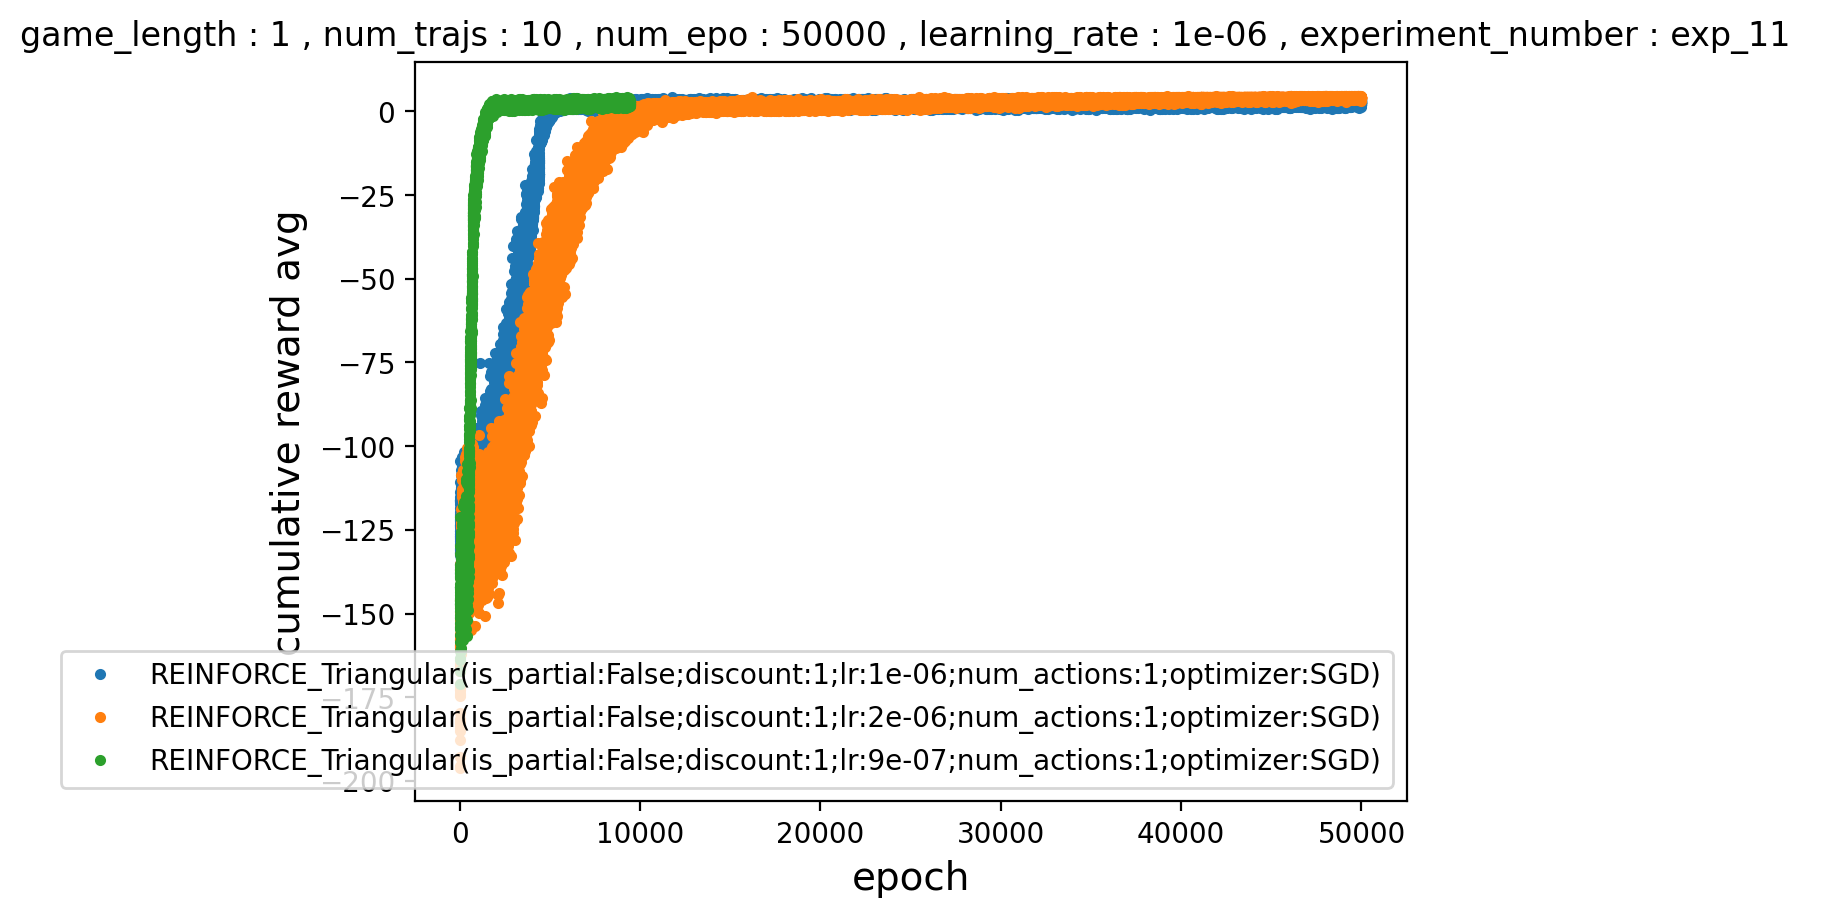 game_length : 1 , num_trajs : 10 , num_epo : 50000 , learning_rate : 1e-06 , experiment_number : exp_11
cumulative reward avg
0
−25
−50
−75
−100
−125
−150
−175
−200
REINFORCE_Triangular(is_partial:False;discount:1;lr:1e-06;num_actions:1;optimizer:SGD)
REINFORCE_Triangular(is_partial:False;discount:1;lr:2e-06;num_actions:1;optimizer:SGD)
REINFORCE_Triangular(is_partial:False;discount:1;lr:9e-07;num_actions:1;optimizer:SGD)
0 10000 20000 30000 40000 50000
epoch